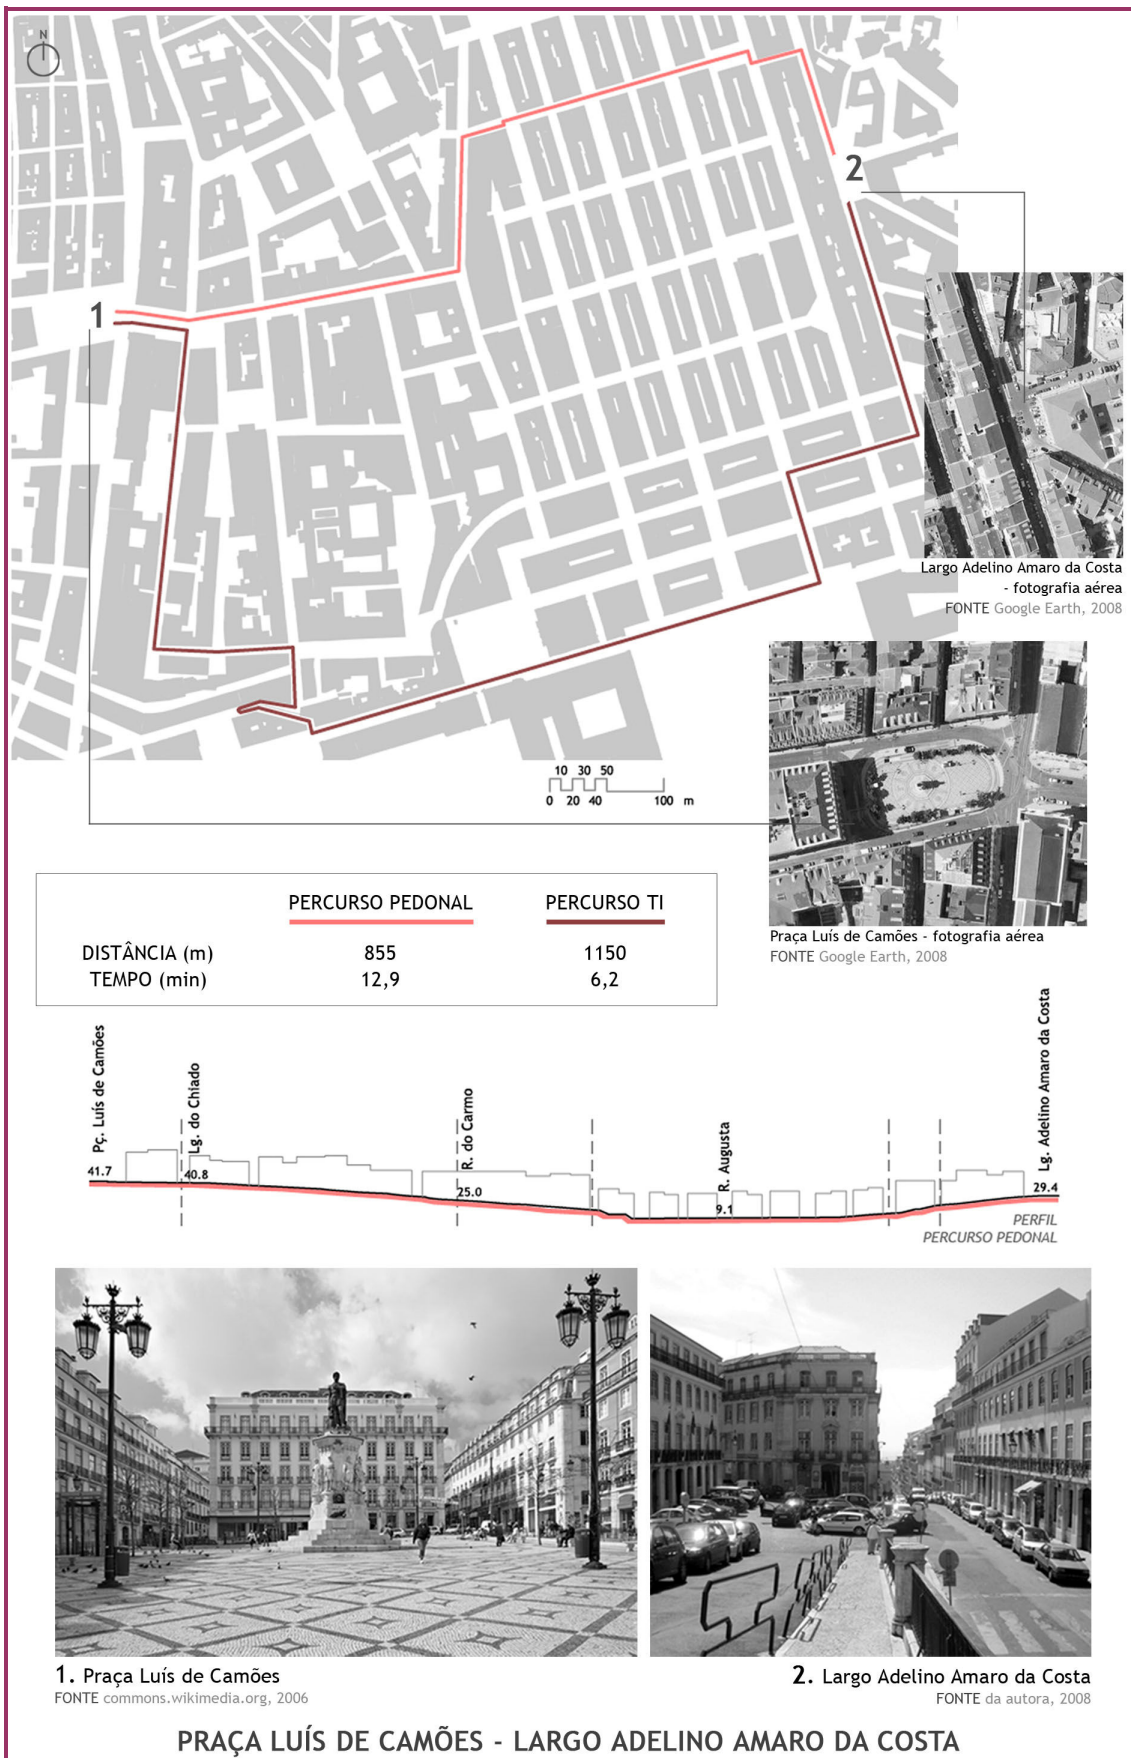 N
1
2
Largo Adelino Amaro da Costa
- fotografia aérea
FONTE Google Earth, 2008
10 30 50
0 20 40 100 m
Praça Luís de Camões - fotografia aérea
FONTE Google Earth, 2008
PERCURSO PEDONAL PERCURSO TI
DISTÂNCIA (m) 855 1150
TEMPO (min) 12,9 6,2
Pç. Luís de Camões
Lg. do Chiado
R. do Carmo
R. Augusta
Lg. Adelino Amaro da Costa
41.7
40.8
25.0
9.1
29.4
PERFIL
PERCURSO PEDONAL
1. Praça Luís de Camões
FONTE commons.wikimedia.org, 2006
2. Largo Adelino Amaro da Costa
FONTE da autora, 2008
PRAÇA LUÍS DE CAMÕES - LARGO ADELINO AMARO DA COSTA